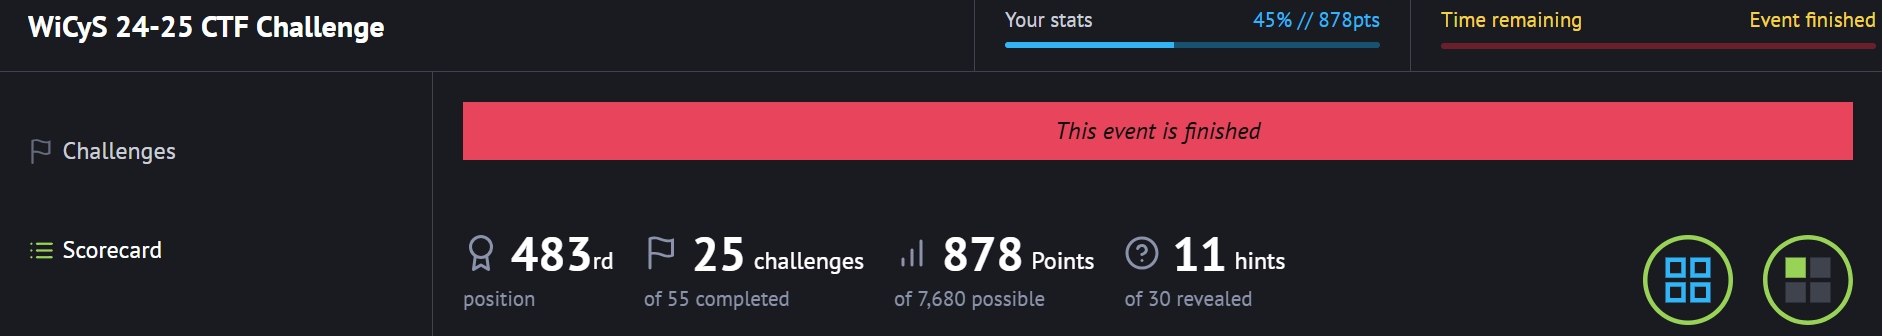 WiCyS 24-25 CTF Challenge
Your stats 45% // 878pts
Time remaining Event finished
Challenges
Scorecard
This event is finished
483rd
position
25 challenges
of 55 completed
878 Points
of 7,680 possible
11 hints
of 30 revealed